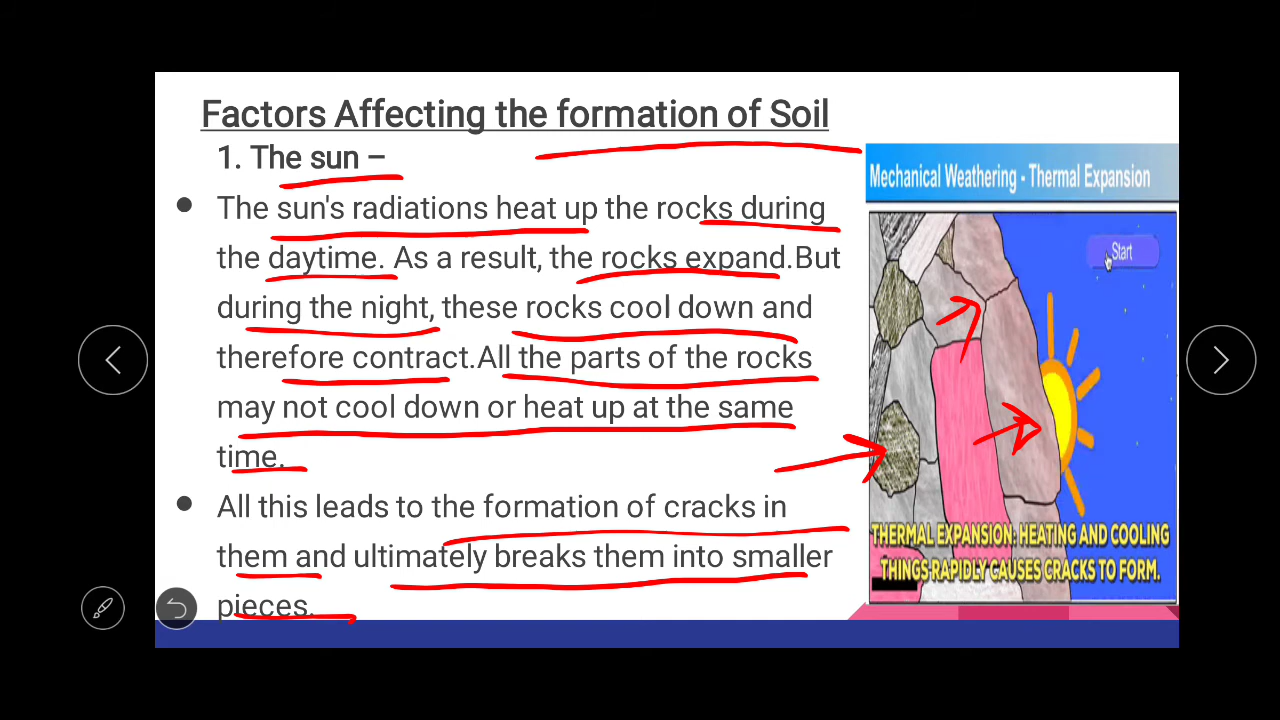 Factors Affecting the formation of Soil
1. The sun –
The sun's radiations heat up the rocks during
the daytime. As a result, the rocks expand.But
during the night, these rocks cool down and
therefore contract.All the parts of the rocks
may not cool down or heat up at the same
time.
All this leads to the formation of cracks in
them and ultimately breaks them into smaller
pieces.
Mechanical Weathering - Thermal Expansion
Start
THERMAL EXPANSION: HEATING AND COOLING
THINGS RAPIDLY CAUSES CRACKS TO FORM.